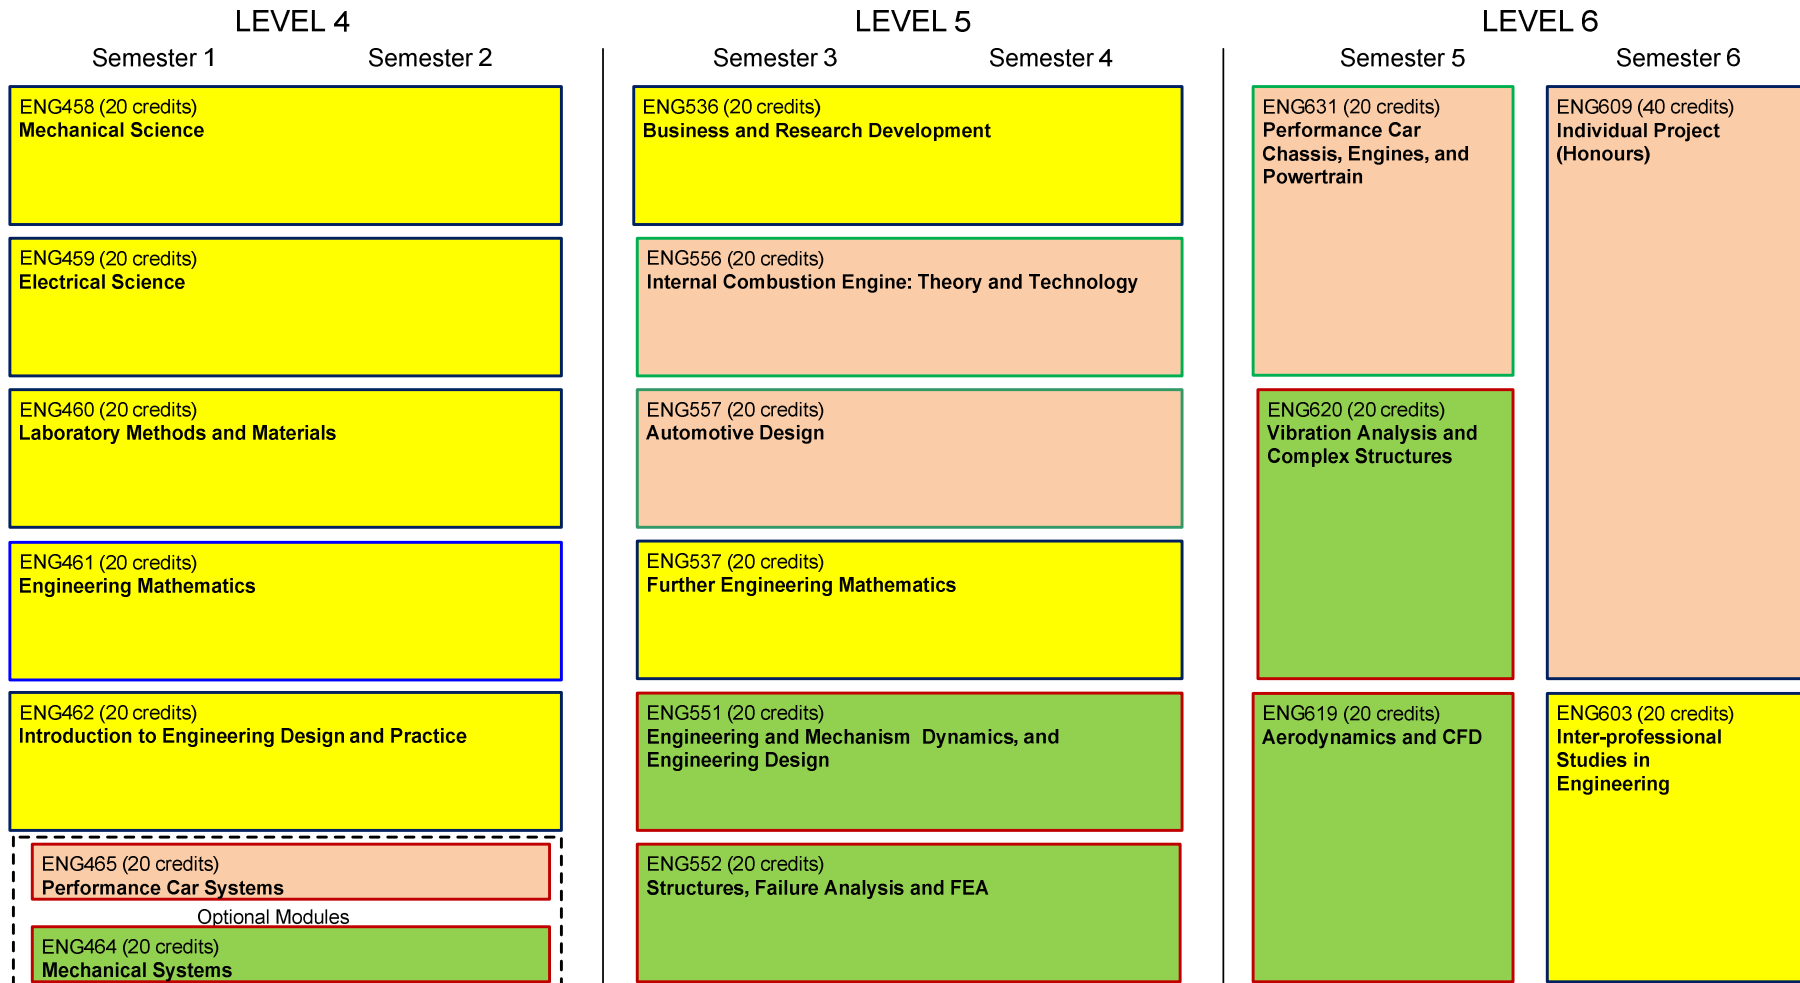 LEVEL 4
Semester 1
Semester 2
ENG458 (20 credits)
Mechanical Science
ENG459 (20 credits)
Electrical Science
ENG460 (20 credits)
Laboratory Methods and Materials
ENG461 (20 credits)
Engineering Mathematics
ENG462 (20 credits)
Introduction to Engineering Design and Practice
ENG465 (20 credits)
Performance Car Systems
Optional Modules
ENG464 (20 credits)
Mechanical Systems
LEVEL 5
Semester 3
Semester 4
ENG536 (20 credits)
Business and Research Development
ENG556 (20 credits)
Internal Combustion Engine: Theory and Technology
ENG557 (20 credits)
Automotive Design
ENG537 (20 credits)
Further Engineering Mathematics
ENG551 (20 credits)
Engineering and Mechanism Dynamics, and
Engineering Design
ENG552 (20 credits)
Structures, Failure Analysis and FEA
LEVEL 6
Semester 5
Semester 6
ENG631 (20 credits)
Performance Car
Chassis, Engines, and
Powertrain
ENG620 (20 credits)
Vibration Analysis and
Complex Structures
ENG619 (20 credits)
Aerodynamics and CFD
ENG609 (40 credits)
Individual Project
(Honours)
ENG603 (20 credits)
Inter-professional
Studies in
Engineering